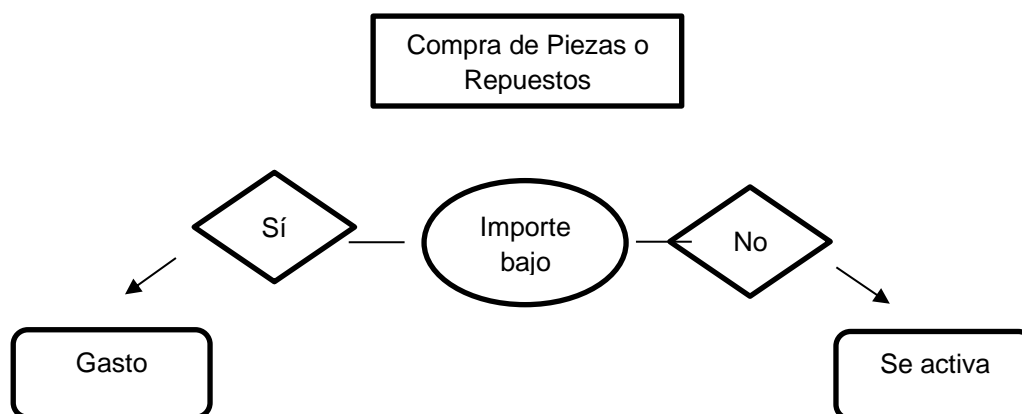 Compra de Piezas o
Repuestos
Sí
Importe
bajo
No
Gasto
Se activa